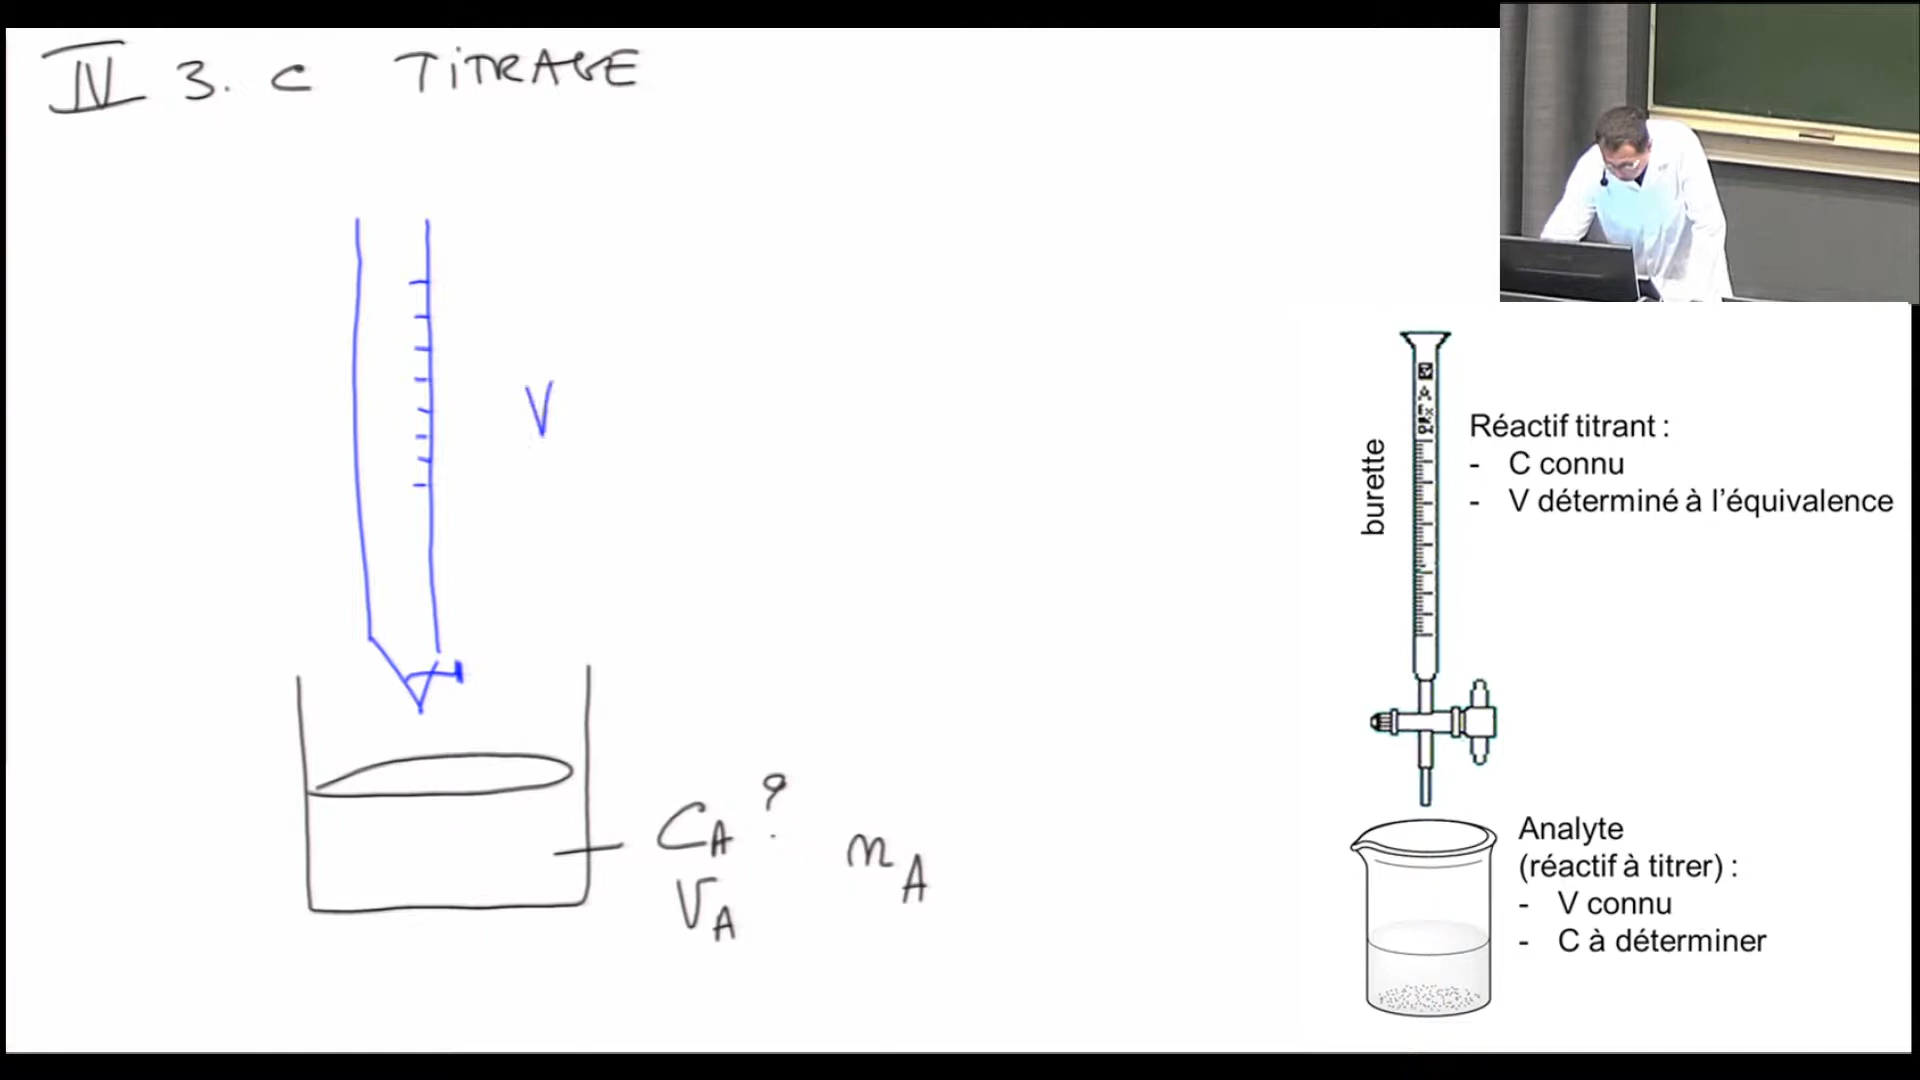 IV 3. c TITRAGE
V
CA ?
VA
nA
burette
Réactif titrant :
- C connu
- V déterminé à l'équivalence
Analyte
(réactif à titrer) :
- V connu
- C à déterminer